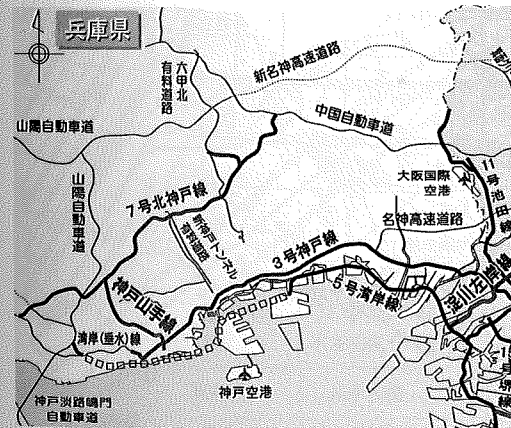 兵庫県
六甲北
有料道路
新名神高速道路
山陽自動車道
中国自動車道
山陽自動車道
7号北神戸線
新神戸トンネル
有料道路
大阪国際
空港
11号池田線
名神高速道路
3号神戸線
5号湾岸線
神戸山手線
淀川左岸線
湾岸(垂水)線
神戸空港
神戸淡路鳴門
自動車道